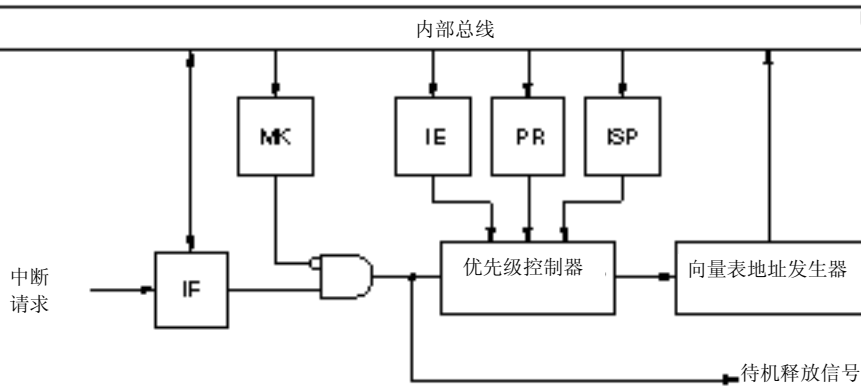 内部总线
MK
IE
PR
ISP
中断
请求
IF
优先级控制器
向量表地址发生器
待机释放信号